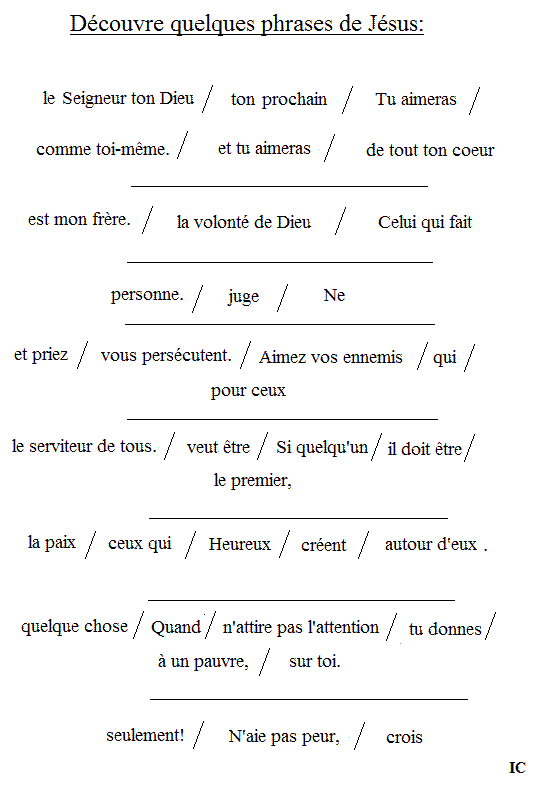 Découvre quelques phrases de Jésus:
le Seigneur ton Dieu / ton prochain / Tu aimeras /
comme toi-même. / et tu aimeras / de tout ton coeur
est mon frère. / la volonté de Dieu / Celui qui fait
personne. / juge / Ne
et priez / vous persécutent. / Aimez vos ennemis / qui /
pour ceux
le serviteur de tous. / veut être / Si quelqu'un / il doit être /
le premier,
la paix / ceux qui / Heureux / créent / autour d'eux .
quelque chose / Quand / n'attire pas l'attention / tu donnes /
à un pauvre, / sur toi.
seulement! / N'aie pas peur, / crois
IC